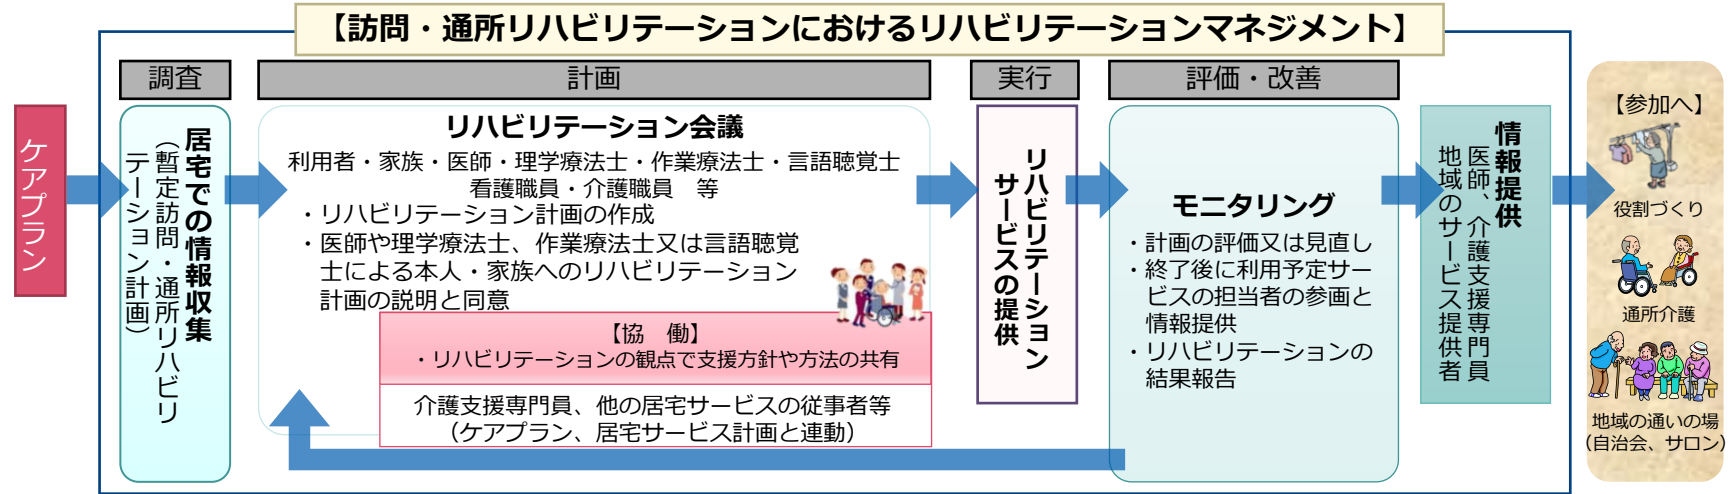 【訪問・通所リハビリテーションにおけるリハビリテーションマネジメント】
ケアプラン
調査
居宅での情報収集
（暫定訪問・通所リハビリ
テーション計画）
計画
リハビリテーション会議
利用者・家族・医師・理学療法士・作業療法士・言語聴覚士
看護職員・介護職員　等
・リハビリテーション計画の作成
・医師や理学療法士、作業療法士又は言語聴覚
士による本人・家族へのリハビリテーション
計画の説明と同意
【協　働】
・リハビリテーションの観点で支援方針や方法の共有
介護支援専門員、他の居宅サービスの従事者等
（ケアプラン、居宅サービス計画と連動）
実行
リハビリテーション
サービスの提供
評価・改善
モニタリング
・計画の評価又は見直し
・終了後に利用予定サー
ビスの担当者の参画と
情報提供
・リハビリテーションの
結果報告
情報提供
医師、介護支援専門員
地域のサービス提供者
【参加へ】
役割づくり
通所介護
地域の通いの場
（自治会、サロン）